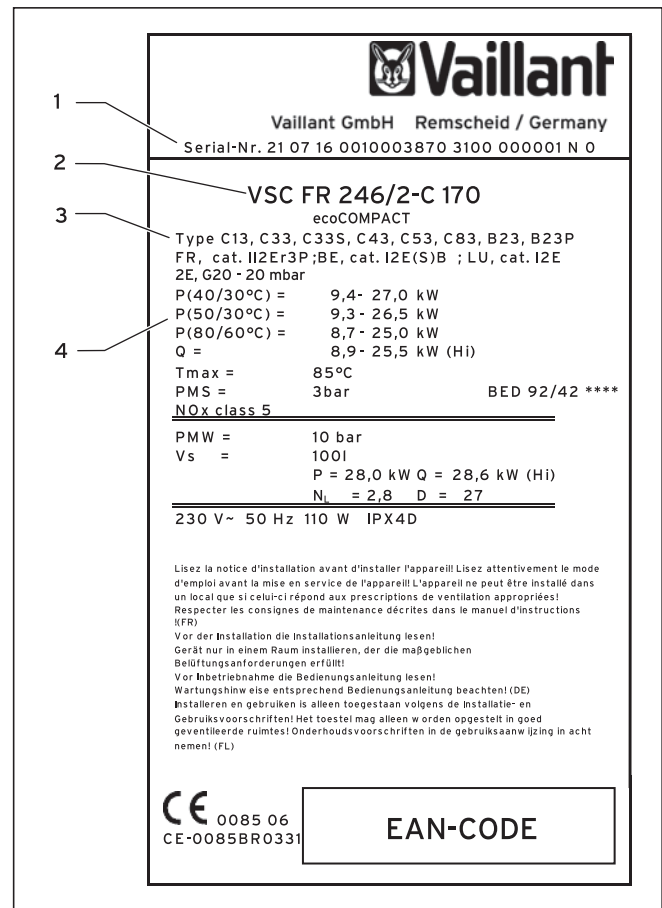 Vaillant
Vaillant GmbH Remscheid / Germany
1
Serial-Nr. 21 07 16 0010003870 3100 000001 N 0
2
VSC FR 246/2-C 170
ecoCOMPACT
3
Type C13, C33, C33S, C43, C53, C83, B23, B23P
FR, cat. II2Er3P ;BE, cat. I2E(S)B ; LU, cat. I2E
2E, G20 - 20 mbar
P(40/30°C) = 9,4- 27,0 kW
P(50/30°C) = 9,3 - 26,5 kW
4
P(80/60°C) = 8,7 - 25,0 kW
Q = 8,9 - 25,5 kW (Hi)
Tmax = 85°C
PMS = 3bar BED 92/42 ****
NOx class 5
PMW = 10 bar
Vs = 100l
P = 28,0 kW Q = 28,6 kW (Hi)
NL = 2,8 D = 27
230 V~ 50 Hz 110 W IPX4D
Lisez la notice d'installation avant d'installer l'appareil! Lisez attentivement le mode
d'emploi avant la mise en service de l'appareil! L'appareil ne peut être installé dans
un local que si celui-ci répond aux prescriptions de ventilation appropriées!
Respecter les consignes de maintenance décrites dans le manuel d'instructions
!(FR)
Vor der Installation die Installationsanleitung lesen!
Gerät nur in einem Raum installieren, der die maßgeblichen
Belüftungsanforderungen erfüllt!
Vor Inbetriebnahme die Bedienungsanleitung lesen!
Wartungshinw eise entsprechend Bedienungsanleitung beachten! (DE)
Installeren en gebruiken is alleen toegestaan volgens de Installatie- en
Gebruiksvoorschriften! Het toestel mag alleen w orden opgestelt in goed
geventileerde ruimtes! Onderhoudsvoorschriften in de gebruiksaanw ijzing in acht
nemen! (FL)
CE 0085 06
CE-0085BR0331
EAN-CODE